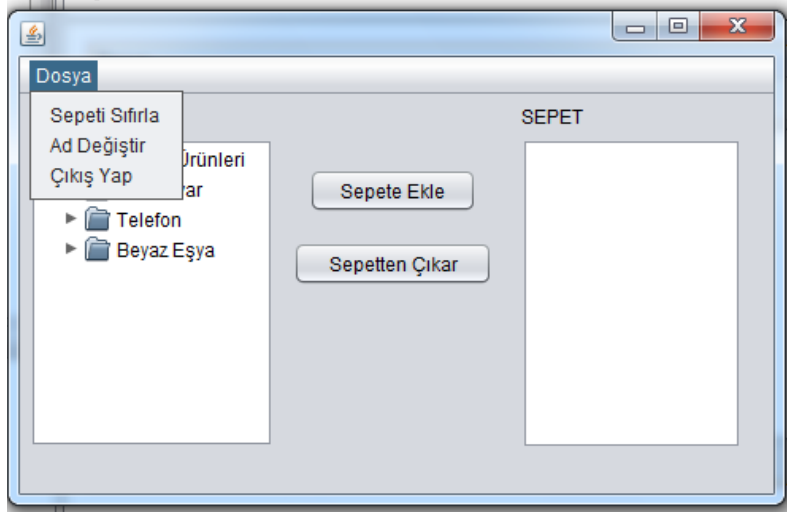 Dosya
Sepeti Sıfırla
Ad Değiştir
Çıkış Yap
SEPET
Telefon
Beyaz Eşya
Sepete Ekle
Sepetten Çıkar